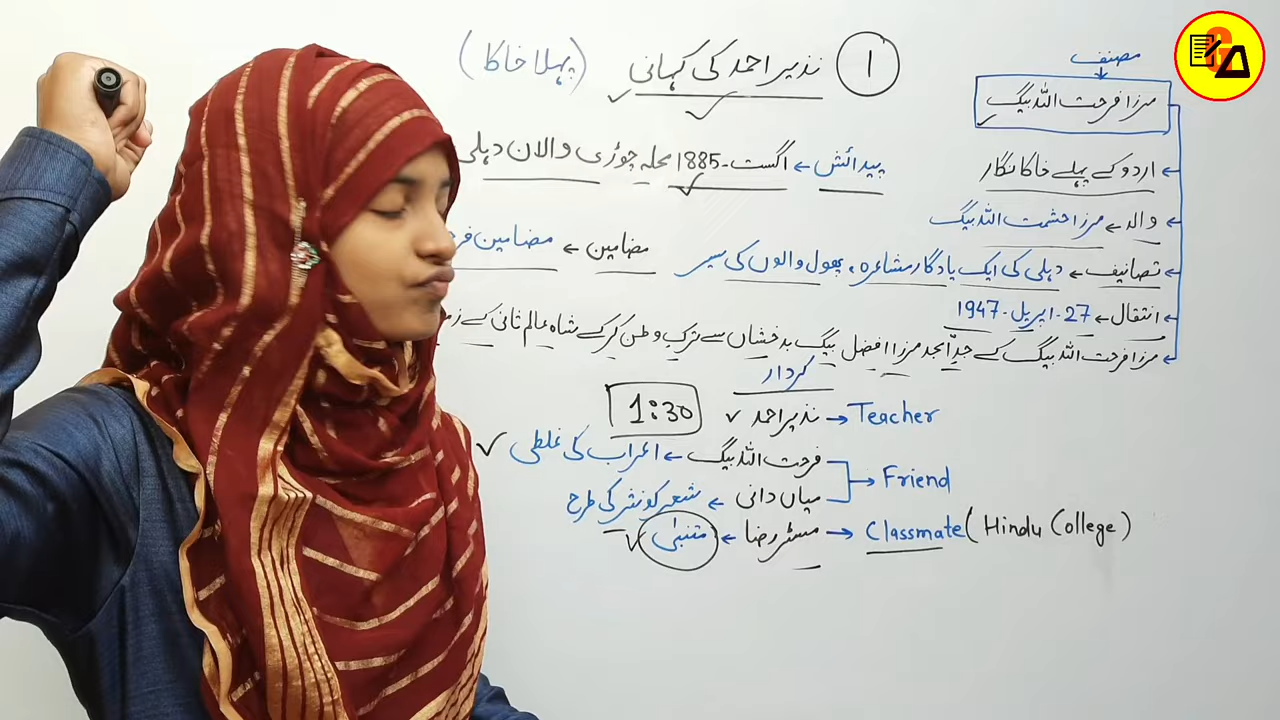 ۱ نذیر احمد کی کہانی (پہلا خاکا)
مصنف
مرزا فرحت اللہ بیگ
اردو کے پہلے خاکا نگار
پیدائش ← اگست - 1885 محلہ چوڑی والان دہلی
والد ← مرزا حشمت اللہ بیگ
مضامین ← مضامین
تصانیف ← دہلی کی ایک یادگار مشاعرہ ، پھول والوں کی سیر
انتقال ← 27 - اپریل - 1947
مرزا فرحت اللہ بیگ کے جدِّ امجد مرزا افضل بیگ بدخشاں سے ترکِ وطن کر کے شاہ عالم ثانی کے
کردار
1:30
نذیر احمد → Teacher
فرحت اللہ بیگ ← اعراب کی غلطی
میاں دانی ← شعر کو نثر کی طرح
Friend
مسٹر رضا ← متنبّی
→ Classmate ( Hindu College )